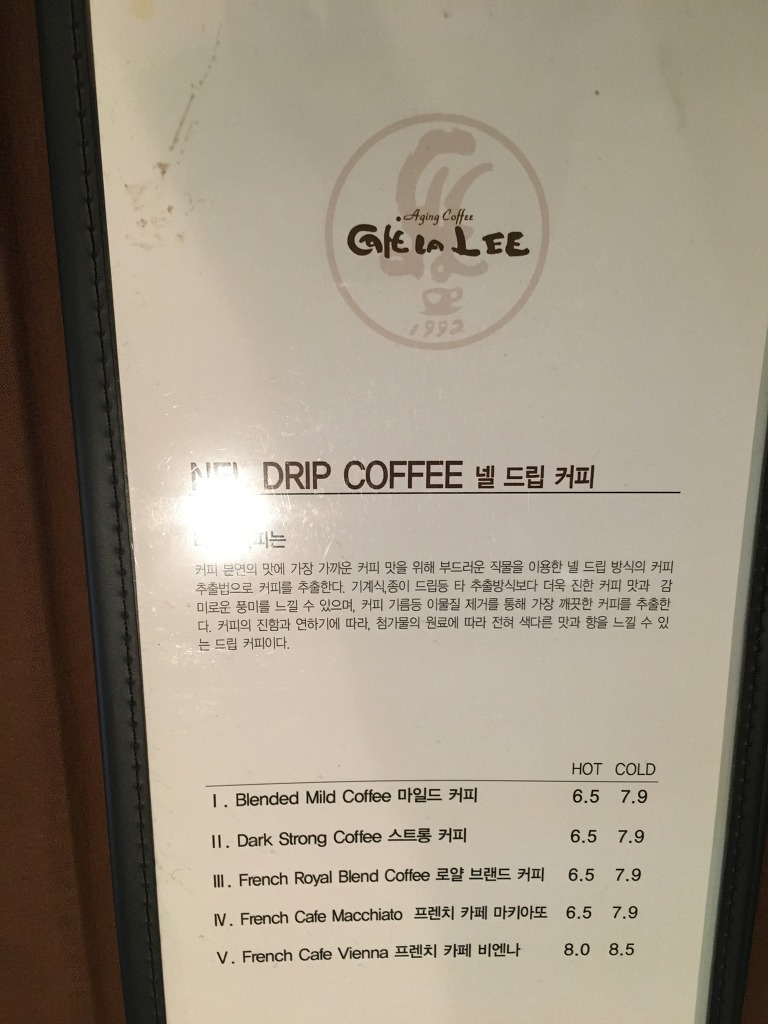 Aging Coffee
Cafe LA LEE
1992
NEL DRIP COFFEE 넬 드립 커피
커피 본연의 맛에 가장 가까운 커피 맛을 위해 부드러운 직물을 이용한 넬 드립 방식의 커피
추출법으로 커피를 추출한다. 기계식,종이 드립등 타 추출방식보다 더욱 진한 커피 맛과 감
미로운 풍미를 느낄 수 있으며, 커피 기름등 이물질 제거를 통해 가장 깨끗한 커피를 추출한
다. 커피의 진함과 연하기에 따라, 첨가물의 원료에 따라 전혀 색다른 맛과 향을 느낄 수 있
는 드립 커피이다.
HOT COLD
I. Blended Mild Coffee 마일드 커피 6.5 7.9
II. Dark Strong Coffee 스트롱 커피 6.5 7.9
III. French Royal Blend Coffee 로얄 브랜드 커피 6.5 7.9
IV. French Cafe Macchiato 프렌치 카페 마키아또 6.5 7.9
V. French Cafe Vienna 프렌치 카페 비엔나 8.0 8.5